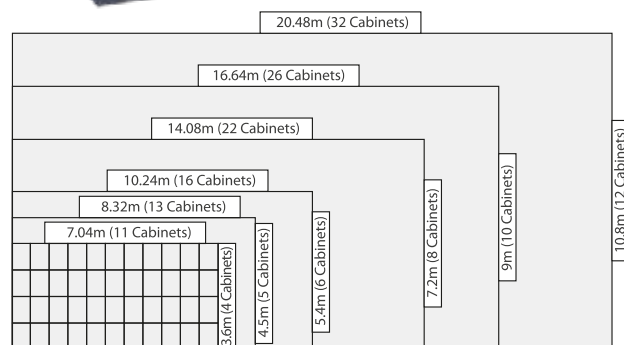 20.48m (32 Cabinets)
16.64m (26 Cabinets)
14.08m (22 Cabinets)
10.24m (16 Cabinets)
8.32m (13 Cabinets)
7.04m (11 Cabinets)
3.6m (4 Cabinets)
4.5m (5 Cabinets)
5.4m (6 Cabinets)
7.2m (8 Cabinets)
9m (10 Cabinets)
10.8m (12 Cabinets)